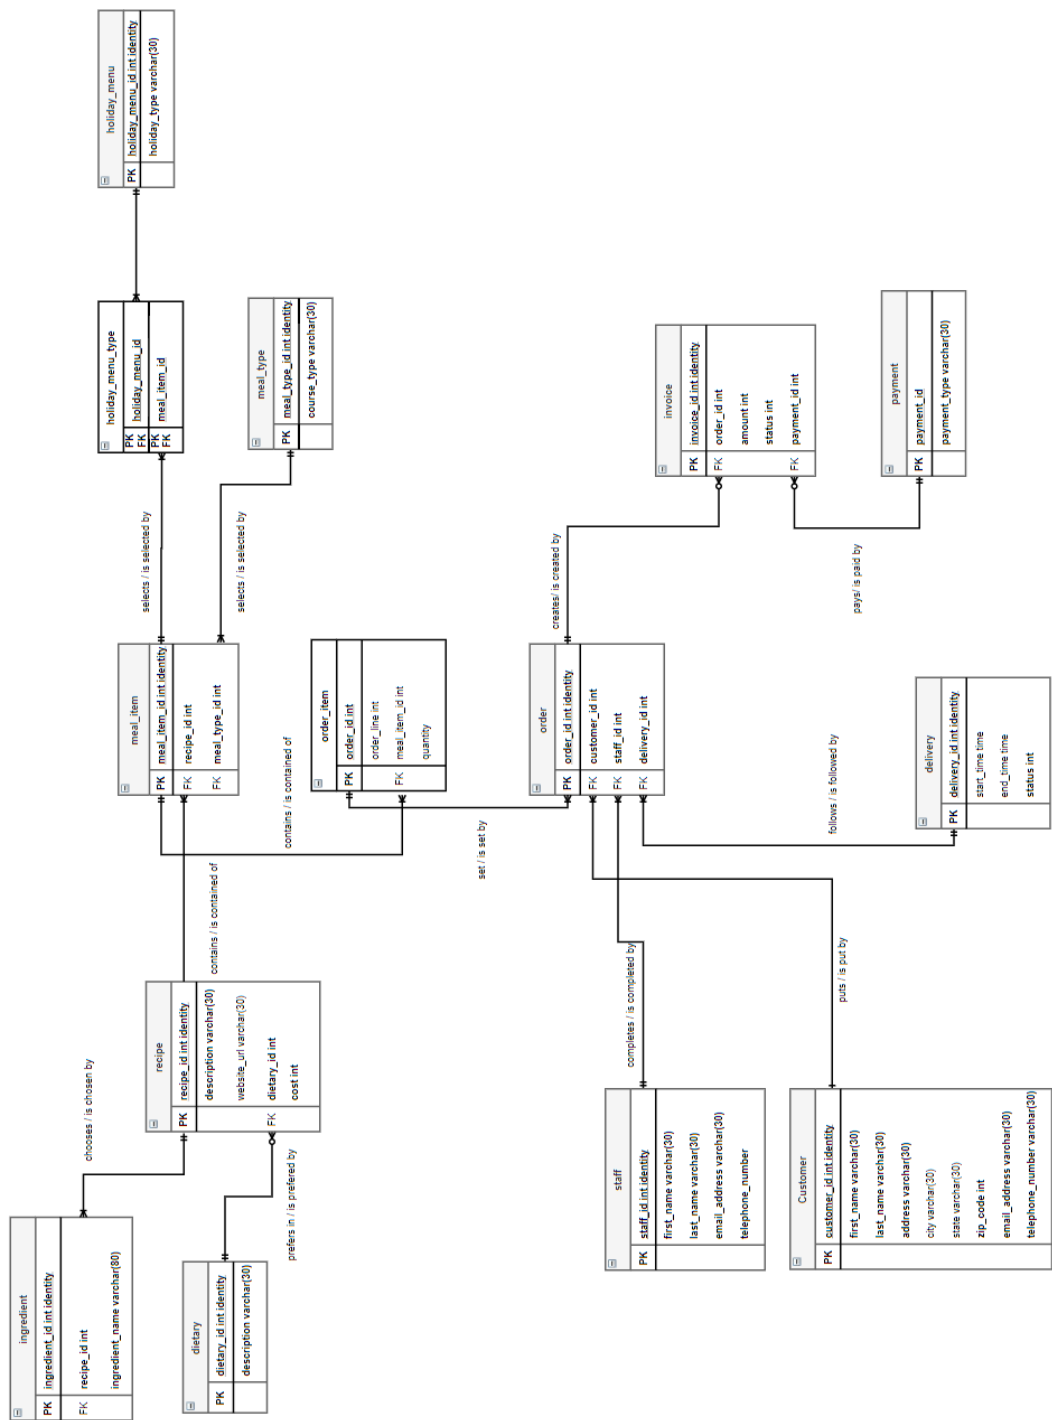 ingredient
PK ingredient_id int identity
FK recipe_id int
ingredient_name varchar(80)
chooses / is chosen by
dietary
PK dietary_id int identity
description varchar(30)
prefers in / is prefered by
recipe
PK recipe_id int identity
description varchar(30)
website_url varchar(30)
FK dietary_id int
cost int
contains / is contained of
meal_item
PK meal_item_id int identity
FK recipe_id int
FK meal_type_id int
contains / is contained of
selects / is selected by
selects / is selected by
holiday_menu_type
PK
FK holiday_menu_id
PK
FK meal_item_id
holiday_menu
PK holiday_menu_id int identity
holiday_type varchar(30)
meal_type
PK meal_type_id int identity
course_type varchar(30)
order_item
PK order_id int
order_line int
FK meal_item_id int
quantity
set / is set by
order
PK order_id int identity
FK customer_id int
FK staff_id int
FK delivery_id int
creates/ is created by
invoice
PK invoice_id int identity
FK order_id int
amount int
status int
FK payment_id int
pays/ is paid by
payment
PK payment_id
payment_type varchar(30)
follows / is followed by
delivery
PK delivery_id int identity
start_time time
end_time time
status int
completes / is completed by
staff
PK staff_id int identity
first_name varchar(30)
last_name varchar(30)
email_address varchar(30)
telephone_number
puts / is put by
Customer
PK customer_id int identity
first_name varchar(30)
last_name varchar(30)
address varchar(30)
city varchar(30)
state varchar(30)
zip_code int
email_address varchar(30)
telephone_number varchar(30)